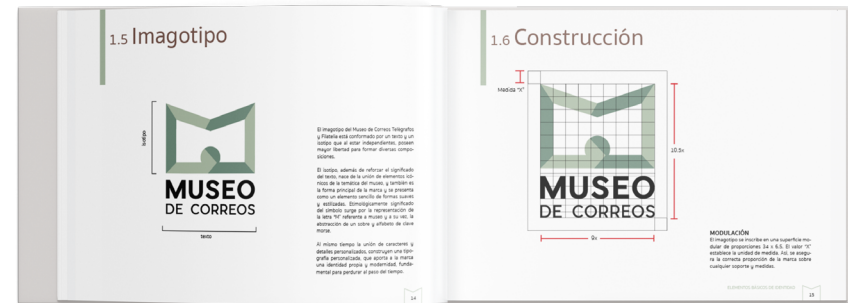 1.5 Imagotipo
isotipo
MUSEO
DE CORREOS
texto
El imagotipo del Museo de Correos Telégrafos
y Filatelia está conformado por un texto y un
isotipo que al estar independientes, poseen
mayor libertad para formar diversas compo-
siciones.
El isotipo, además de reforzar el significado
del texto, nace de la unión de elementos icó-
nicos de la temática del museo, y también es
la forma principal de la marca y se presenta
como un elemento sencillo de formas suaves
y estilizadas. Etimológicamente significado
del símbolo surge por la representación de
la letra "M" referente a museo y a su vez, la
abstracción de un sobre y alfabeto de clave
morse.
Al mismo tiempo la unión de caracteres y
detalles personalizados, construyen una tipo-
grafía personalizada, que aporta a la marca
una identidad propia y modernidad, funda-
mental para perdurar al paso del tiempo.
14
1.6 Construcción
Medida "X"
MUSEO
DE CORREOS
10.5x
9x
MODULACIÓN
El imagotipo se inscribe en una superficie mo-
dular de proporciones 34 x 6,5. El valor "X"
establece la unidad de medida. Así, se asegu-
ra la correcta proporción de la marca sobre
cualquier soporte y medidas.
ELEMENTOS BÁSICOS DE IDENTIDAD
15